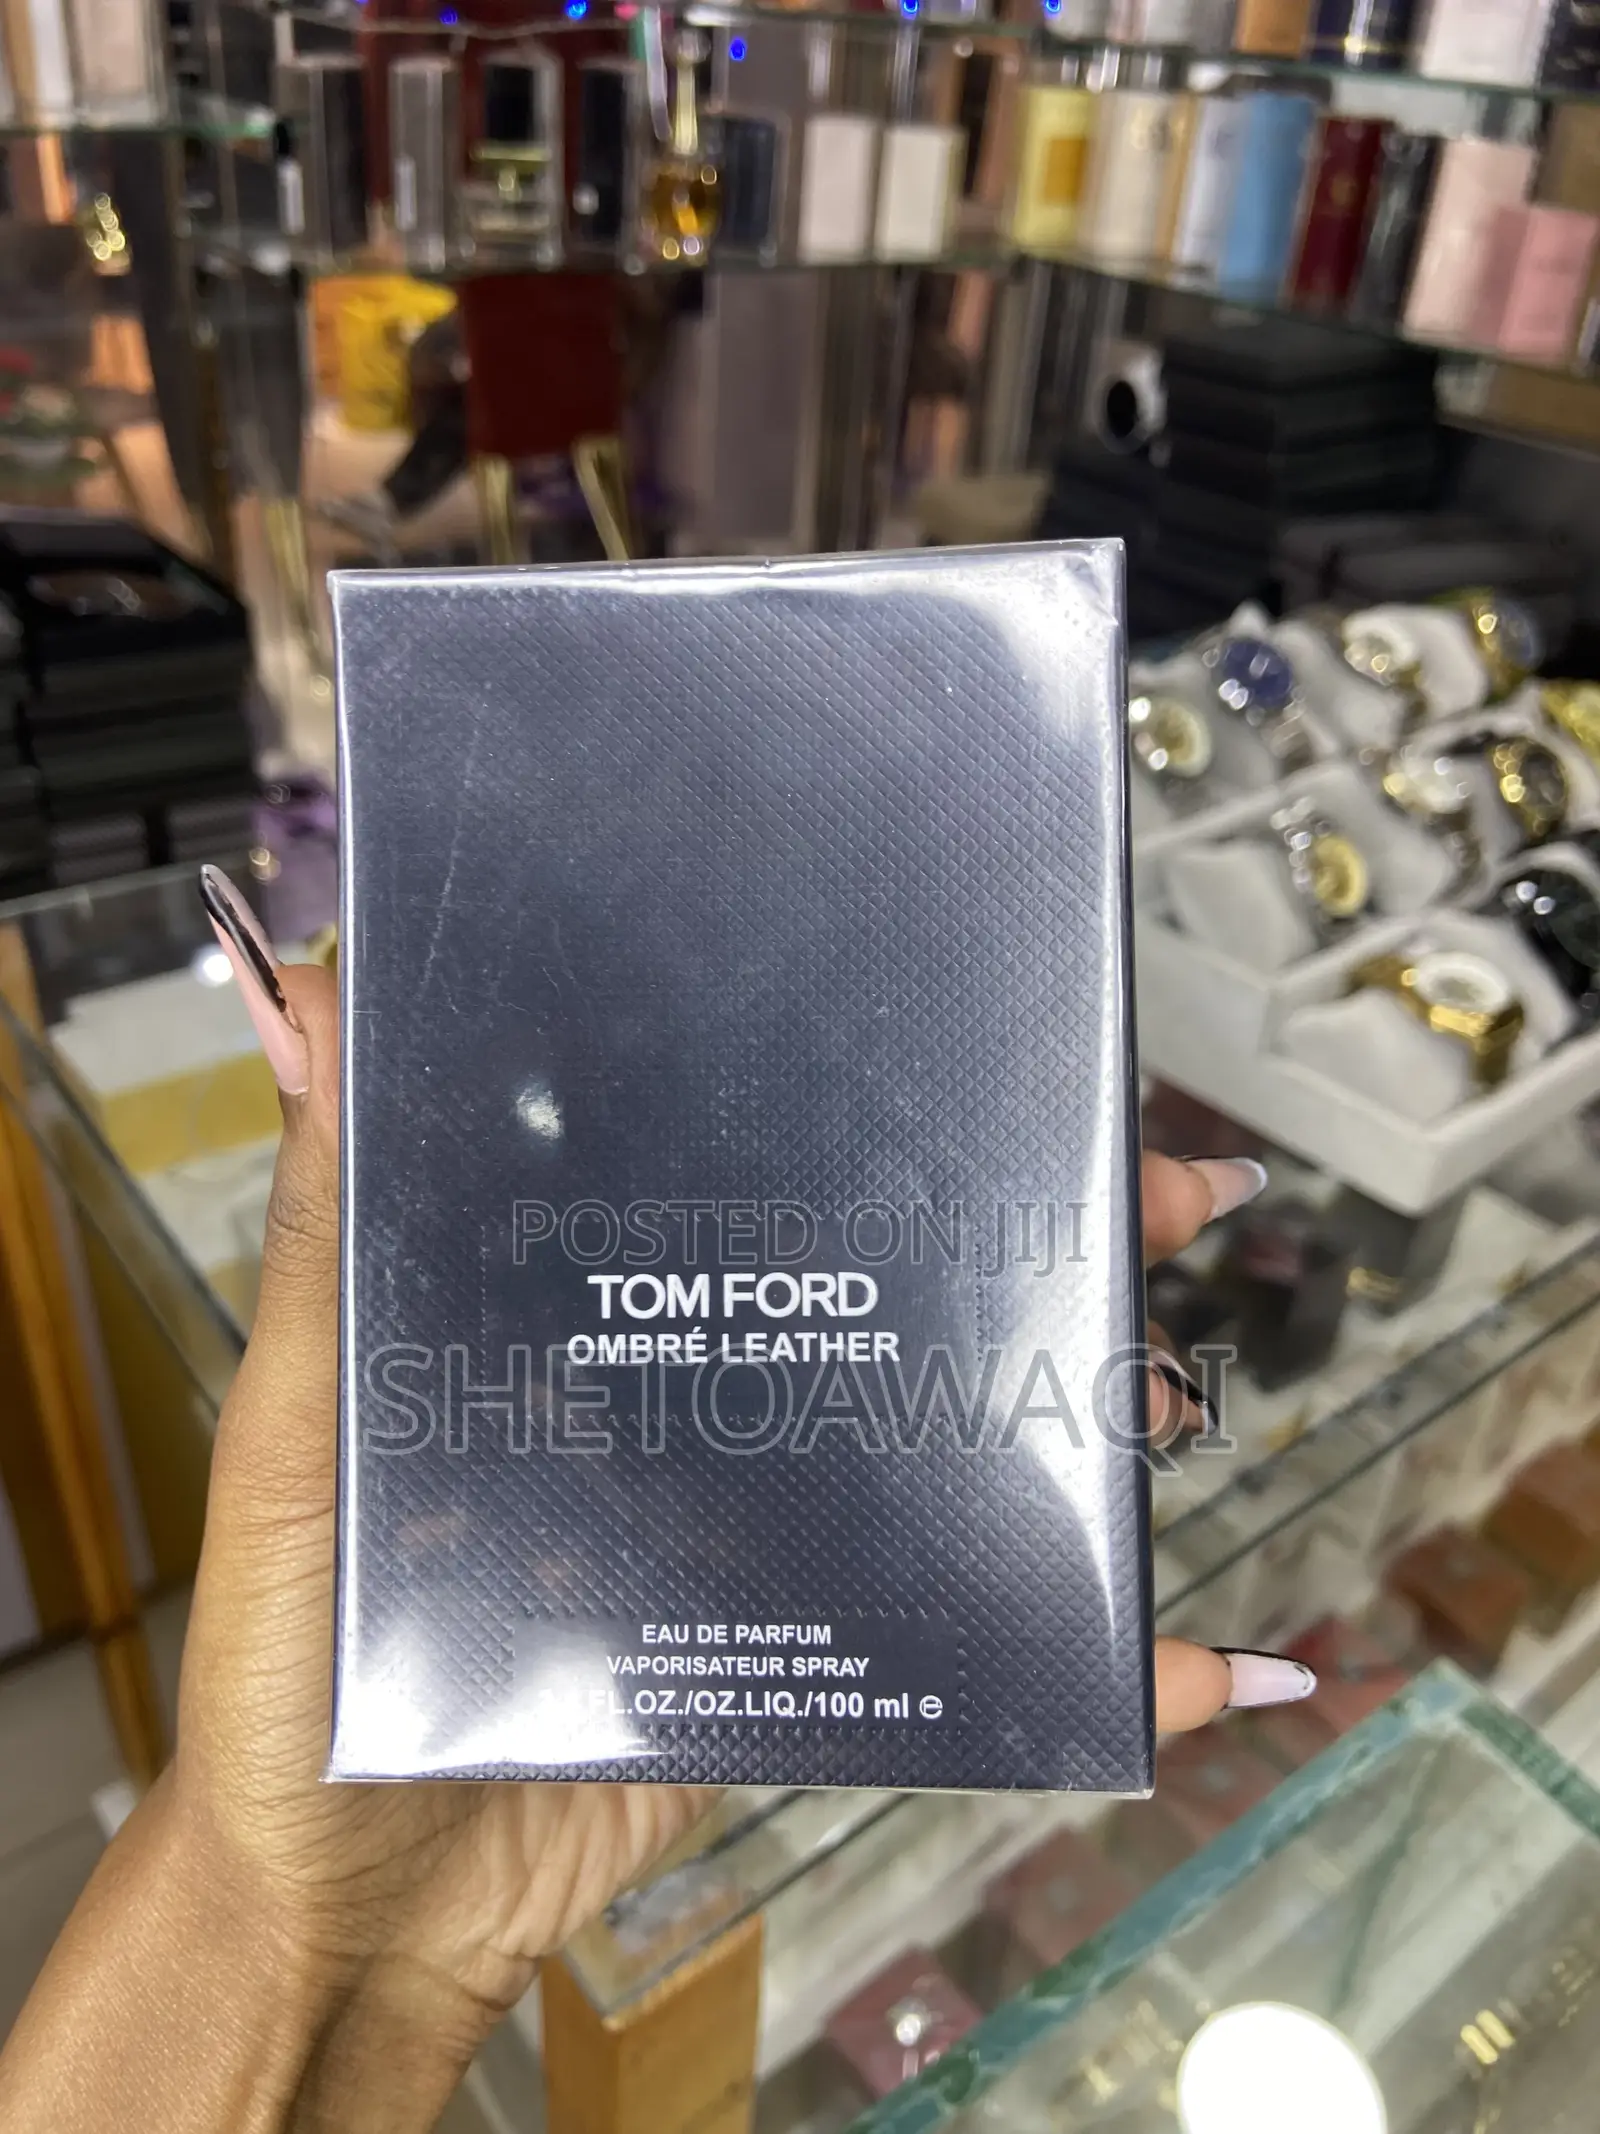 POSTED ON JIJI
TOM FORD
OMBRÉ LEATHER
SHETOAWAQI
EAU DE PARFUM
VAPORISATEUR SPRAY
FL.OZ./OZ.LIQ./100 ml ℮